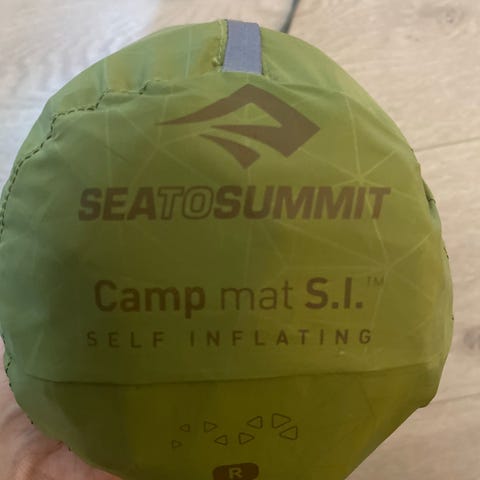 SEATOSUMMIT
Camp mat S.I.™
SELF INFLATING
R